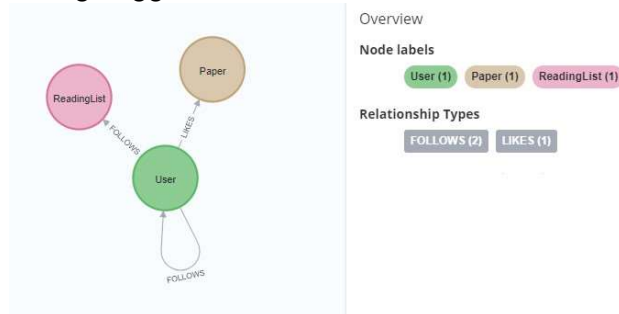 Overview
Node labels
User (1) Paper (1) ReadingList (1)
Relationship Types
FOLLOWS (2) LIKES (1)
Paper
ReadingList
FOLLOWS
LIKES
User
FOLLOWS